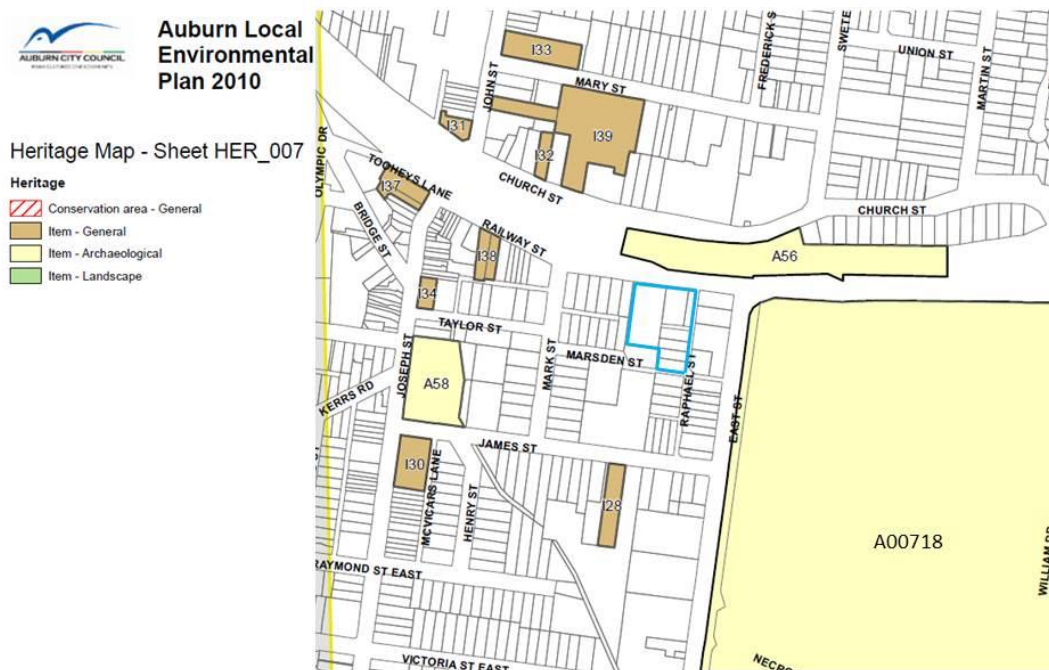 AUBURN CITY COUNCIL
Auburn Local
Environmental
Plan 2010
Heritage Map - Sheet HER_007
Heritage
Conservation area - General
Item - General
Item - Archaeological
Item - Landscape
I33
JOHN ST
MARY ST
FREDERICK S
SWETE
UNION ST
MARTIN ST
OLYMPIC DR
I31
I39
I32
TOOHEYS LANE
I37
CHURCH ST
CHURCH ST
BRIDGE ST
RAILWAY ST
I38
A56
I34
TAYLOR ST
MARK ST
MARSDEN ST
RAPHAEL ST
EAST ST
JOSEPH ST
A58
KERRS RD
JAMES ST
I30
MCVICARS LANE
HENRY ST
I28
A00718
WILLIAM DR
RAYMOND ST EAST
VICTORIA ST EAST
NECRO